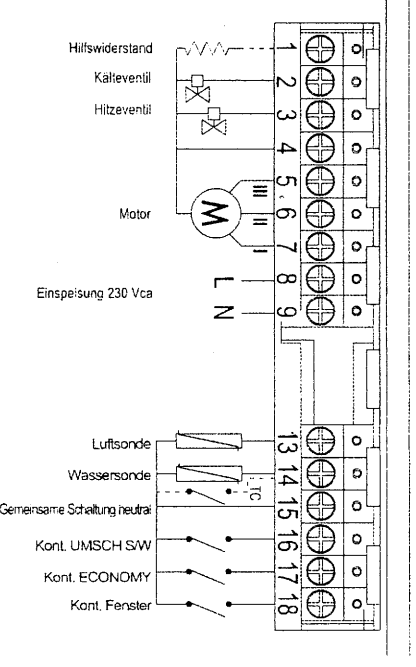 Hilfswiderstand 1
Kälteventil 2
Hitzeventil 3
4
III 5
Motor M II 6
I 7
Einspeisung 230 Vca L 8
N 9
Luftsonde 13
Wassersonde 14
TC
Gemeinsame Schaltung neutral 15
Kont. UMSCH S/W 16
Kont. ECONOMY 17
Kont. Fenster 18